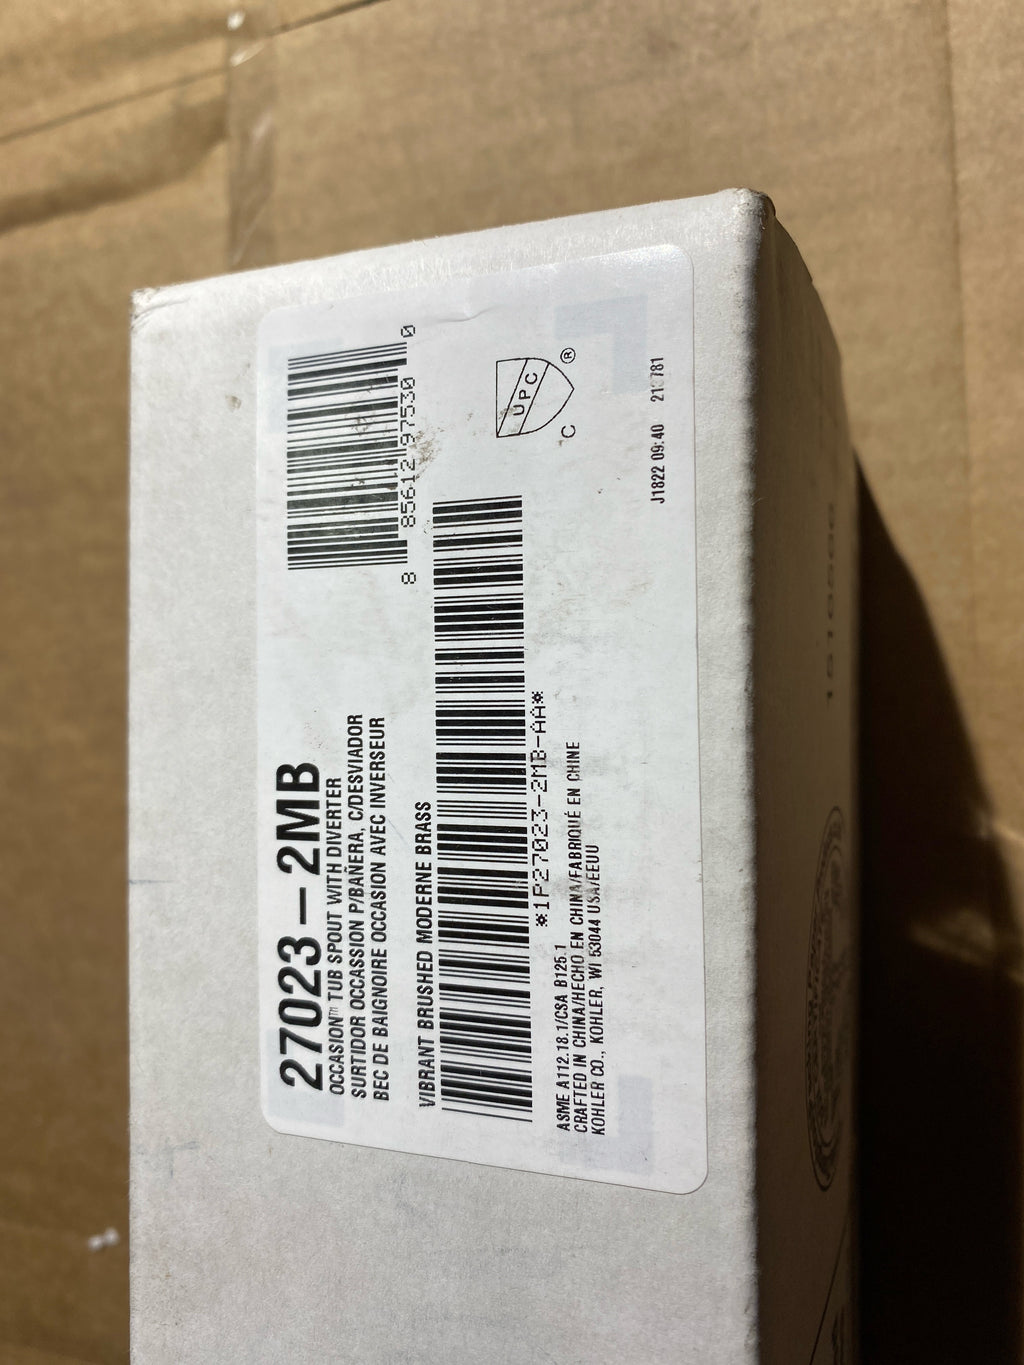 27023-2MB
OCCASION™ TUB SPOUT WITH DIVERTER
SURTIDOR OCCASSION P/BAÑERA, C/DESVIADOR
BEC DE BAIGNOIRE OCCASION AVEC INVERSEUR
8 85612 97530 0
VIBRANT BRUSHED MODERNE BRASS
*1P27023-2MB-AA*
UPC
C ®
ASME A112.18.1/CSA B125.1
CRAFTED IN CHINA/HECHO EN CHINA/FABRIQUÉ EN CHINE
KOHLER CO., KOHLER, WI 53044 USA/EEUU
J1822 09:40